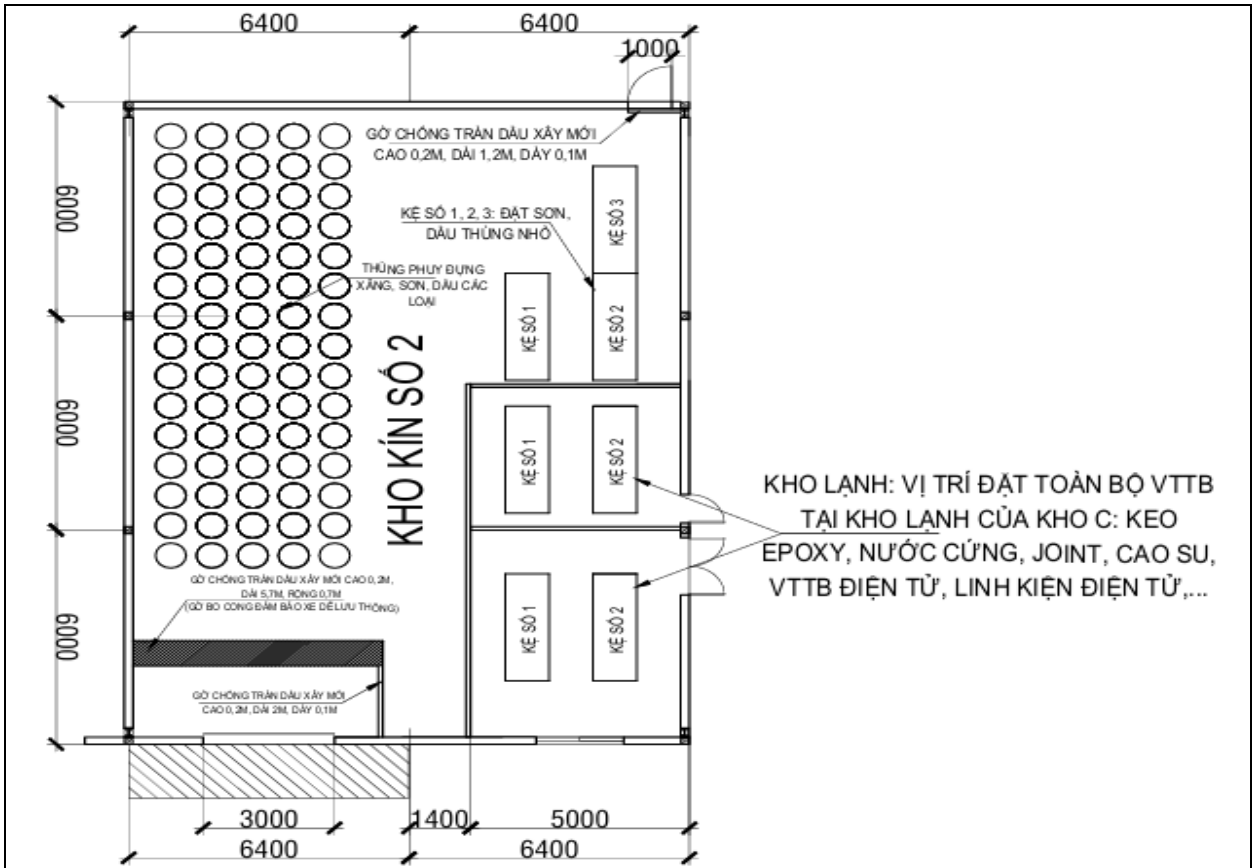 6400
6400
1000
GỜ CHỐNG TRÀN DẦU XÂY MỚI
CAO 0,2M, DÀI 1,2M, DÀY 0,1M
6000
KỆ SỐ 3
KỆ SỐ 1, 2, 3: ĐẶT SƠN,
DẦU THÙNG NHỎ
THÙNG PHUY ĐỰNG
XĂNG, SƠN, DẦU CÁC
LOẠI
KỆ SỐ 1
KỆ SỐ 2
KHO KÍN SỐ 2
6000
KỆ SỐ 1
KỆ SỐ 2
KHO LẠNH: VỊ TRÍ ĐẶT TOÀN BỘ VTTB
TẠI KHO LẠNH CỦA KHO C: KEO
EPOXY, NƯỚC CỨNG, JOINT, CAO SU,
VTTB ĐIỆN TỬ, LINH KIỆN ĐIỆN TỬ,...
GỜ CHỐNG TRÀN DẦU XÂY MỚI CAO 0,2M,
DÀI 5,7M, RỘNG 0,7M
(GỜ BO CONG ĐẢM BẢO XE DỄ LƯU THÔNG)
6000
KỆ SỐ 1
KỆ SỐ 2
GỜ CHỐNG TRÀN DẦU XÂY MỚI
CAO 0,2M, DÀI 2M, DÀY 0,1M
3000
1400
5000
6400
6400